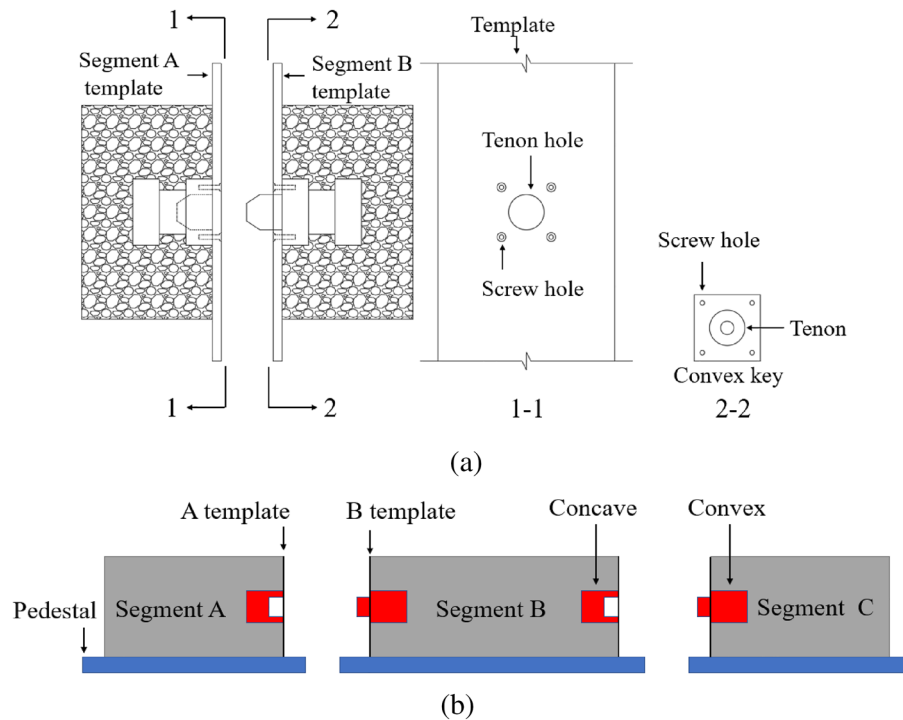 1
2
Segment A
template
Segment B
template
Template
Tenon hole
Screw hole
Screw hole
Tenon
Convex key
1
2
1-1
2-2
(a)
A template
B template
Concave
Convex
Pedestal
Segment A
Segment B
Segment C
(b)